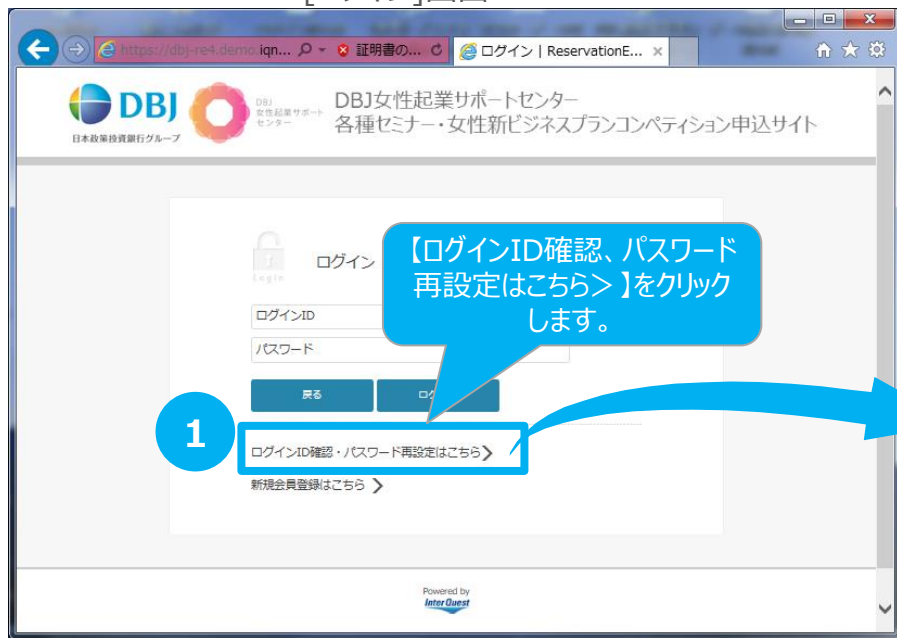 https://dbj-re4.demo.iqn...
証明書の...
ログイン | ReservationE...
DBJ
日本政策投資銀行グループ
DBJ
女性起業サポート
センター
DBJ女性起業サポートセンター
各種セミナー・女性新ビジネスプランコンペティション申込サイト
Login
ログイン
【ログインID確認、パスワード
再設定はこちら＞】をクリック
します。
ログインID
パスワード
戻る
1
ログインID確認・パスワード再設定はこちら
新規会員登録はこちら
Powered by
InterQuest